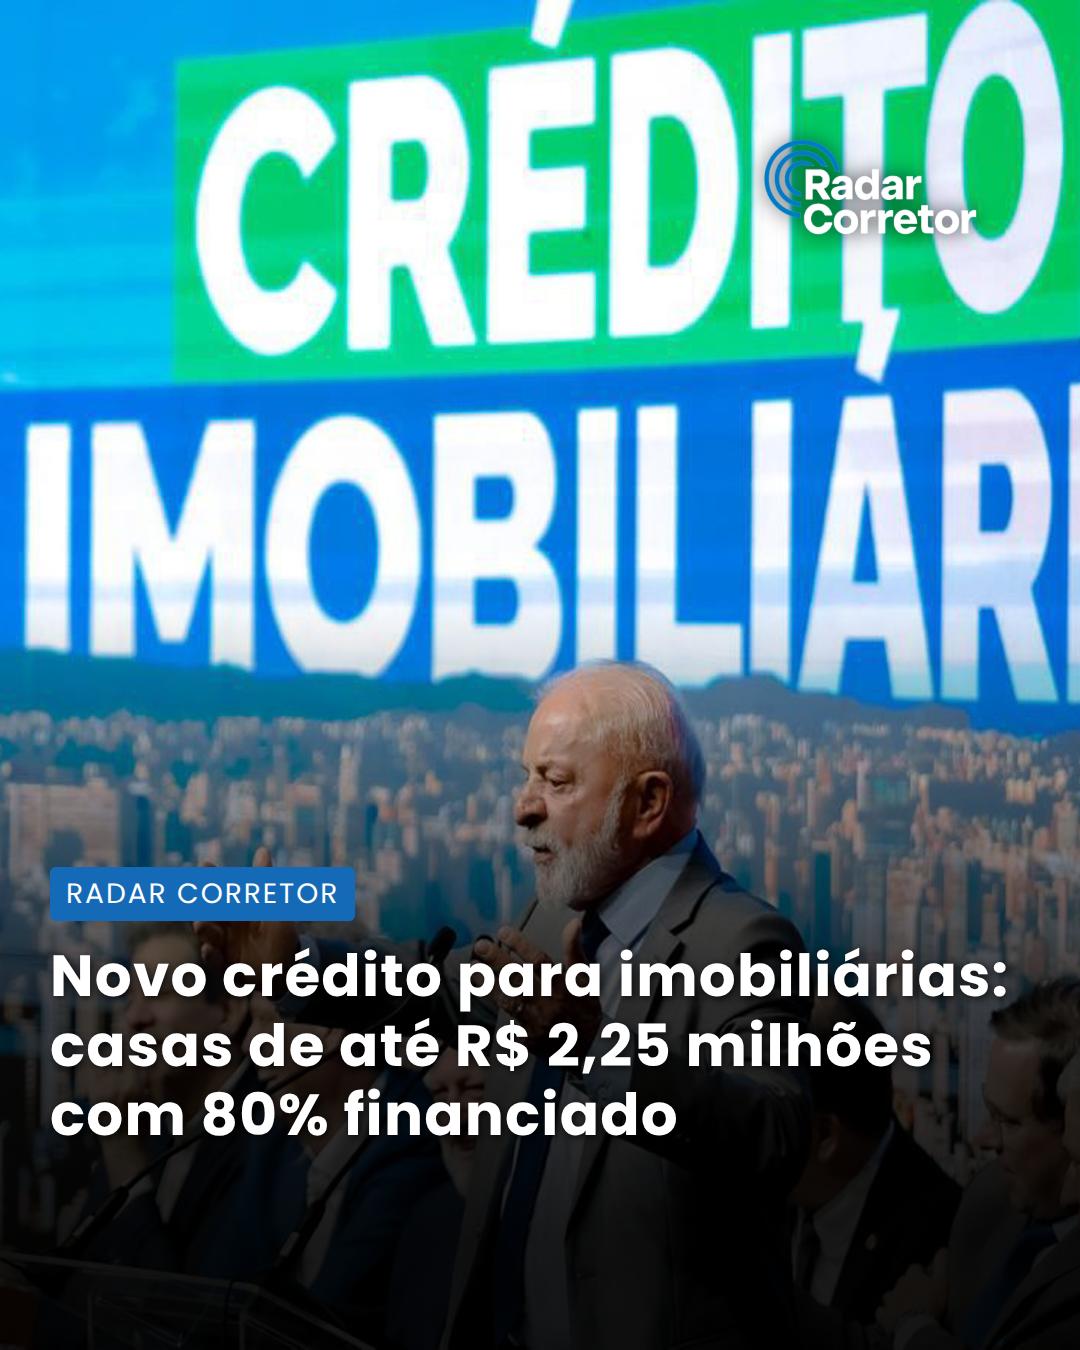 CRÉDITO
Radar
Corretor
IMOBILIÁRI
RADAR CORRETOR
Novo crédito para imobiliárias:
casas de até R$ 2,25 milhões
com 80% financiado